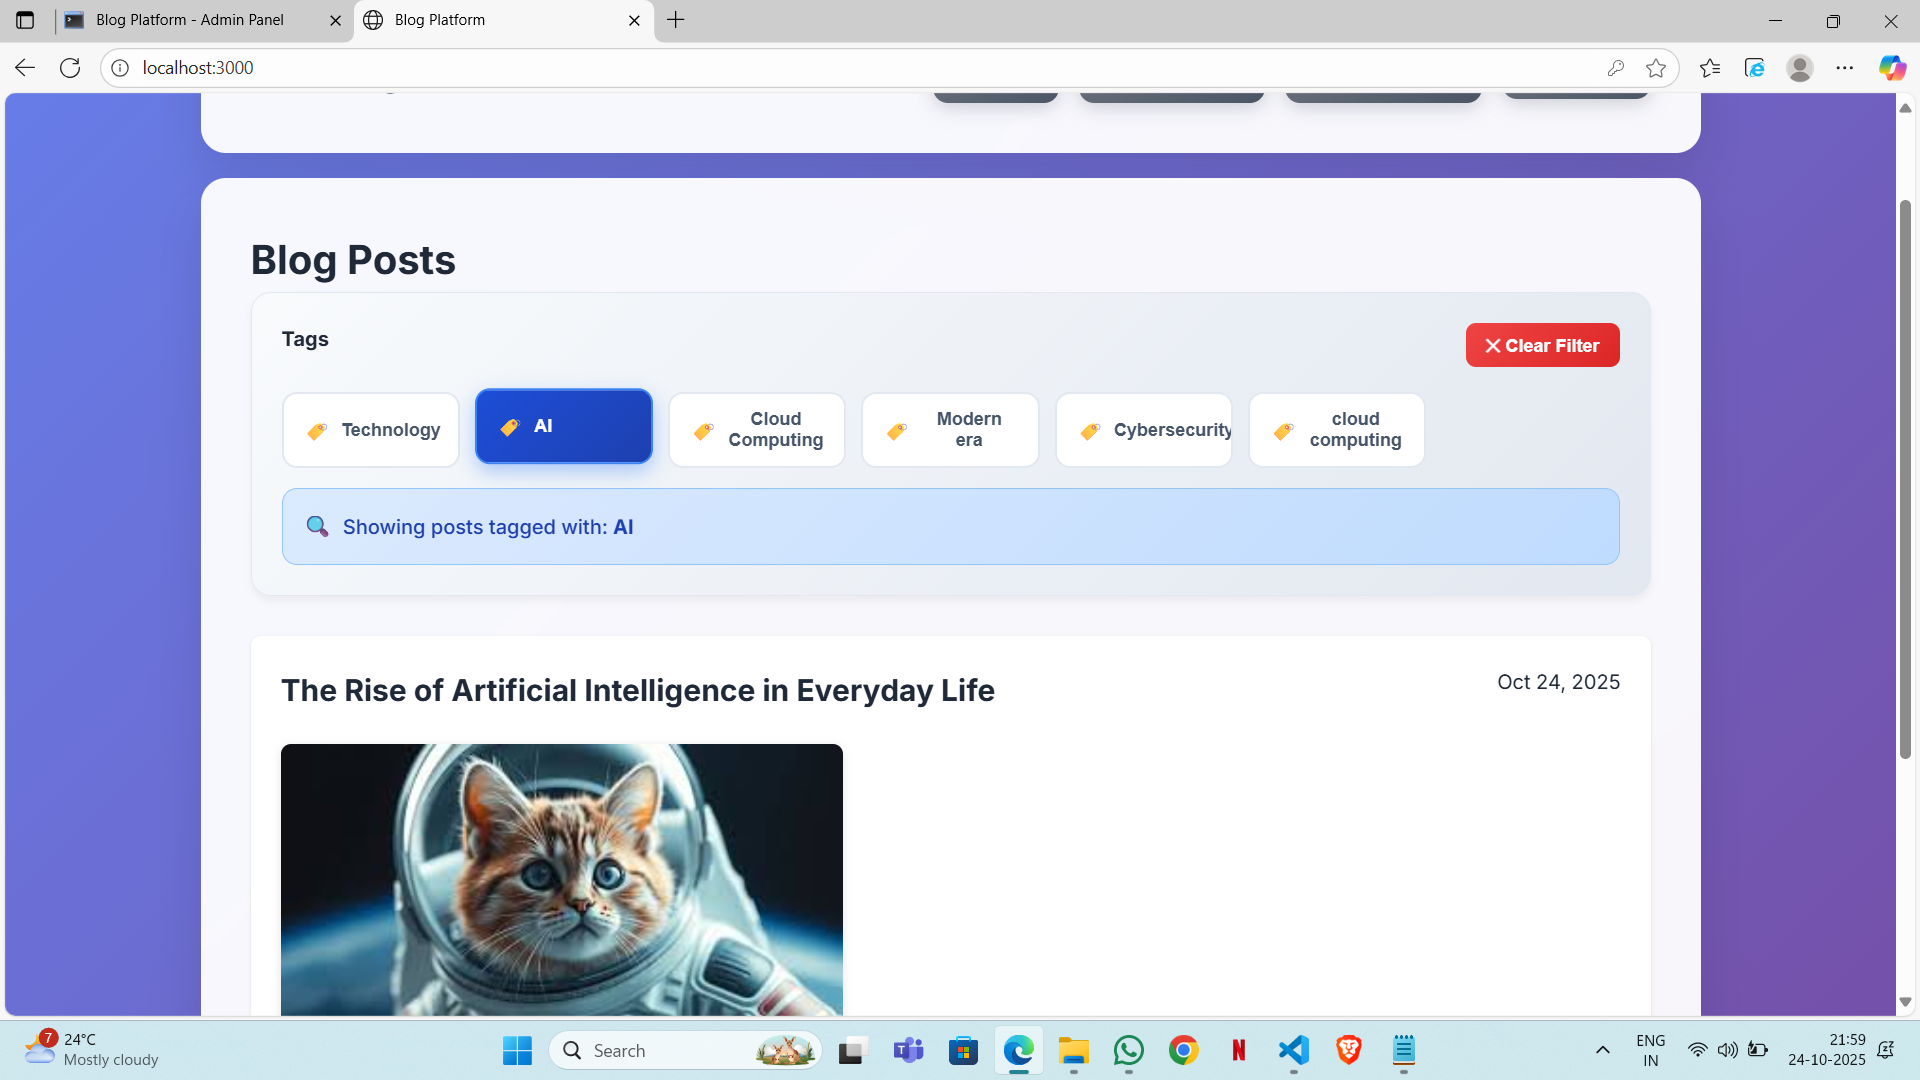 Blog Platform - Admin Panel
Blog Platform
localhost:3000
Blog Posts
Tags
Clear Filter
Technology
AI
Cloud
Computing
Modern
era
Cybersecurity
cloud
computing
Showing posts tagged with: AI
The Rise of Artificial Intelligence in Everyday Life
Oct 24, 2025
7
24°C
Mostly cloudy
Search
N
ENG
IN
21:59
24-10-2025